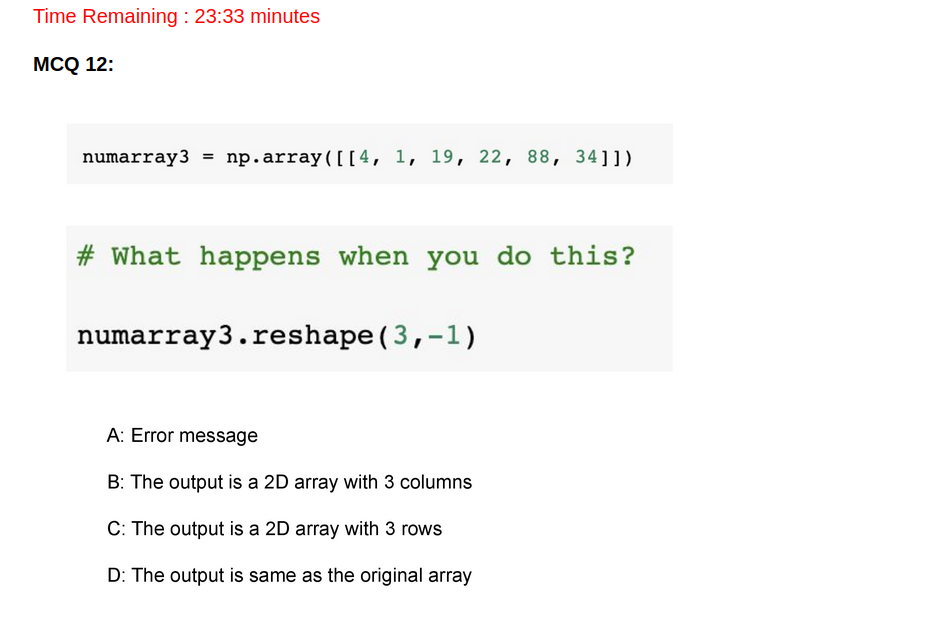 Time Remaining : 23:33 minutes
MCQ 12:
numarray3 = np.array([[4, 1, 19, 22, 88, 34]])
# What happens when you do this?
numarray3.reshape(3,-1)
A: Error message
B: The output is a 2D array with 3 columns
C: The output is a 2D array with 3 rows
D: The output is same as the original array